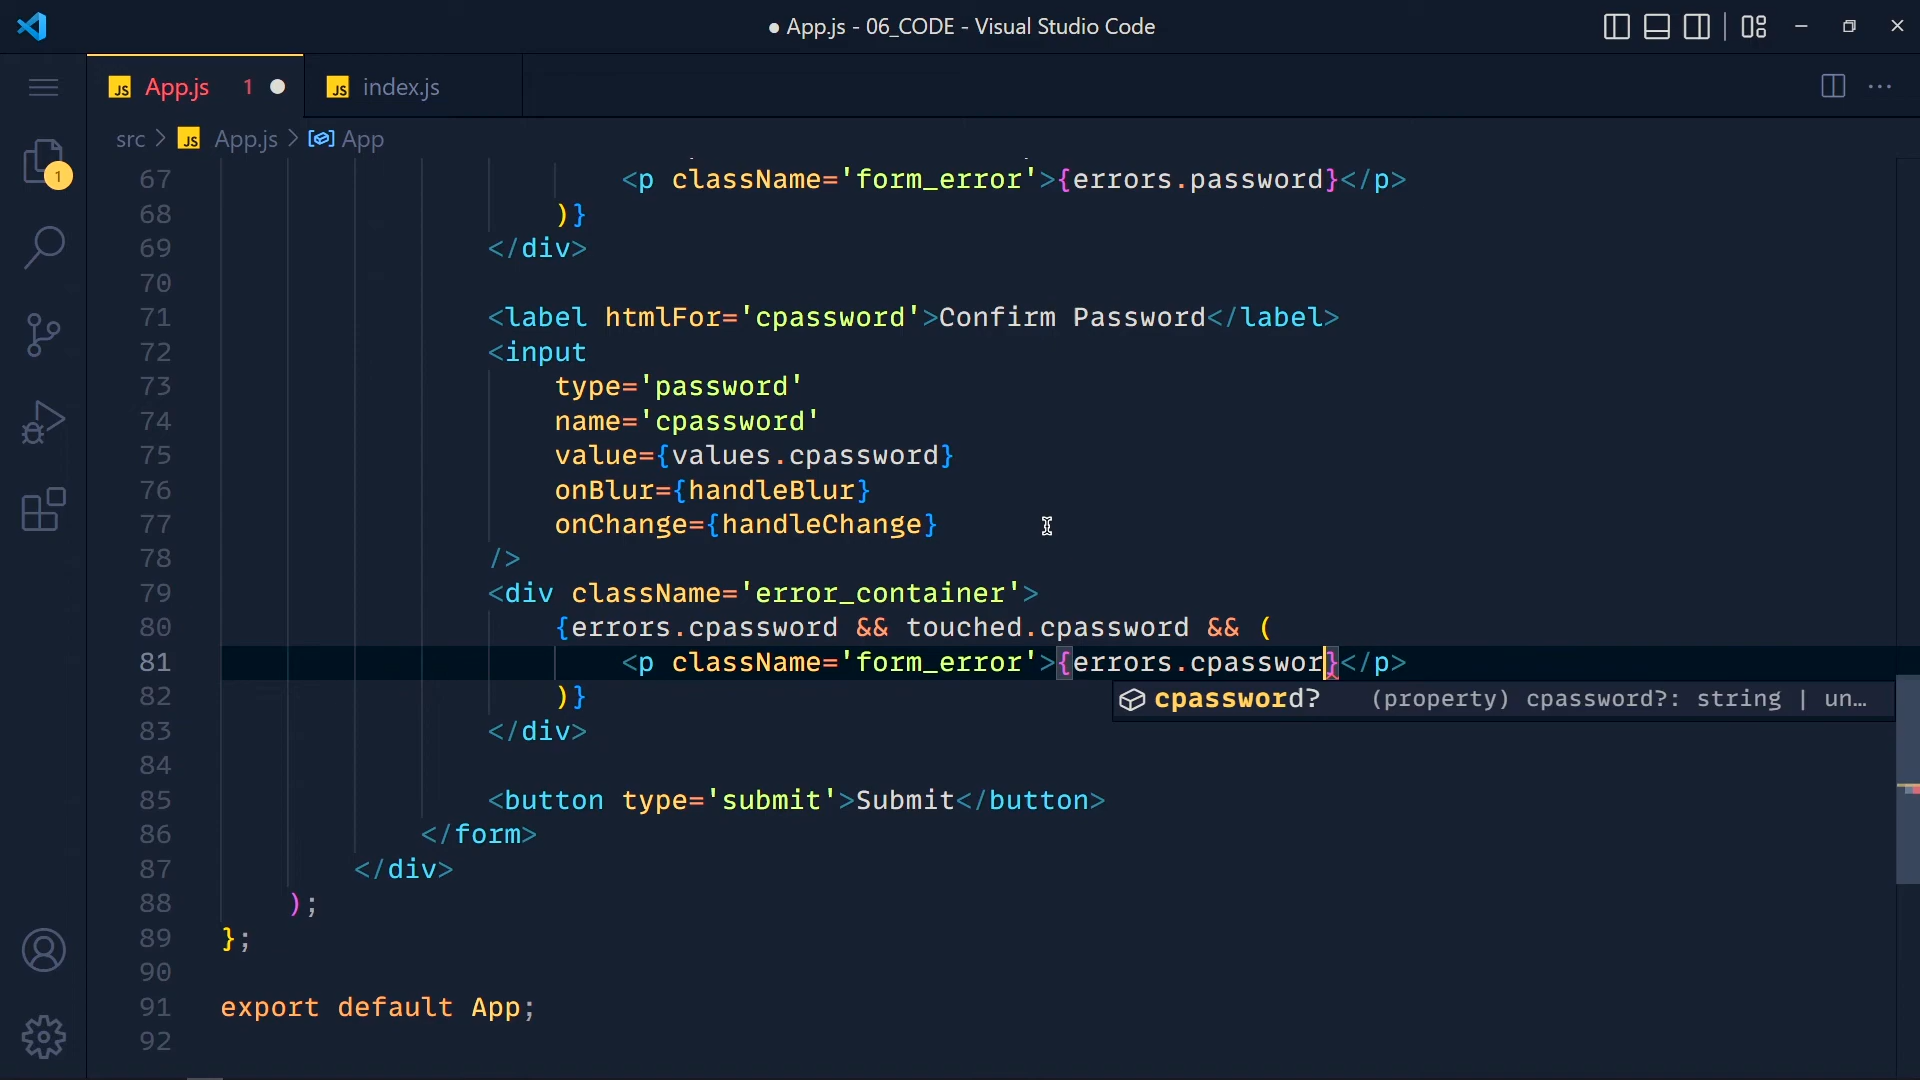 ● App.js - 06_CODE - Visual Studio Code
JS App.js 1 ●
JS index.js
src > JS App.js > App
1
67 <p className='form_error'>{errors.password}</p>
68 )}
69 </div>
70
71 <label htmlFor='cpassword'>Confirm Password</label>
72 <input
73 type='password'
74 name='cpassword'
75 value={values.cpassword}
76 onBlur={handleBlur}
77 onChange={handleChange}
78 />
79 <div className='error_container'>
80 {errors.cpassword && touched.cpassword && (
81 <p className='form_error'>{errors.cpasswor}</p>
cpassword? (property) cpassword?: string | un…
82 )}
83 </div>
84
85 <button type='submit'>Submit</button>
86 </form>
87 </div>
88 );
89 };
90
91 export default App;
92